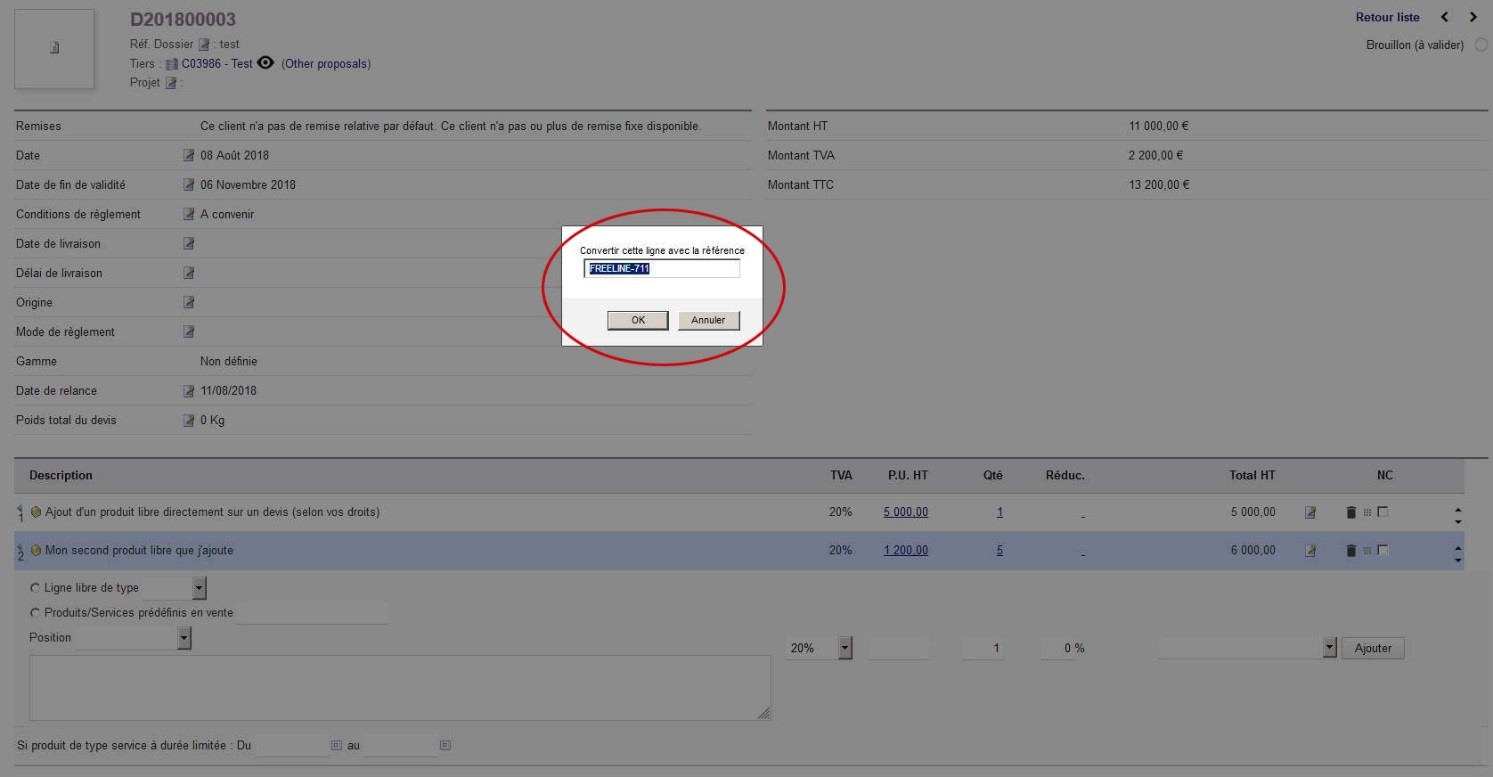 D201800003
Retour liste
Réf. Dossier : test
Brouillon (à valider)
Tiers : C03986 - Test (Other proposals)
Projet :
Remises Ce client n'a pas de remise relative par défaut. Ce client n'a pas ou plus de remise fixe disponible.
Montant HT 11 000,00 €
Date 08 Août 2018
Montant TVA 2 200,00 €
Date de fin de validité 06 Novembre 2018
Montant TTC 13 200,00 €
Conditions de règlement A convenir
Date de livraison
Délai de livraison
Origine
Mode de règlement
Gamme Non définie
Date de relance 11/08/2018
Poids total du devis 0 Kg
Convertir cette ligne avec la référence
FREELINE-711
OK Annuler
Description TVA P.U. HT Qté Réduc. Total HT NC
1 Ajout d'un produit libre directement sur un devis (selon vos droits) 20% 5 000,00 1 5 000,00
2 Mon second produit libre que j'ajoute 20% 1 200,00 5 6 000,00
Ligne libre de type
Produits/Services prédéfinis en vente
Position
20% 1 0 % Ajouter
Si produit de type service à durée limitée : Du au